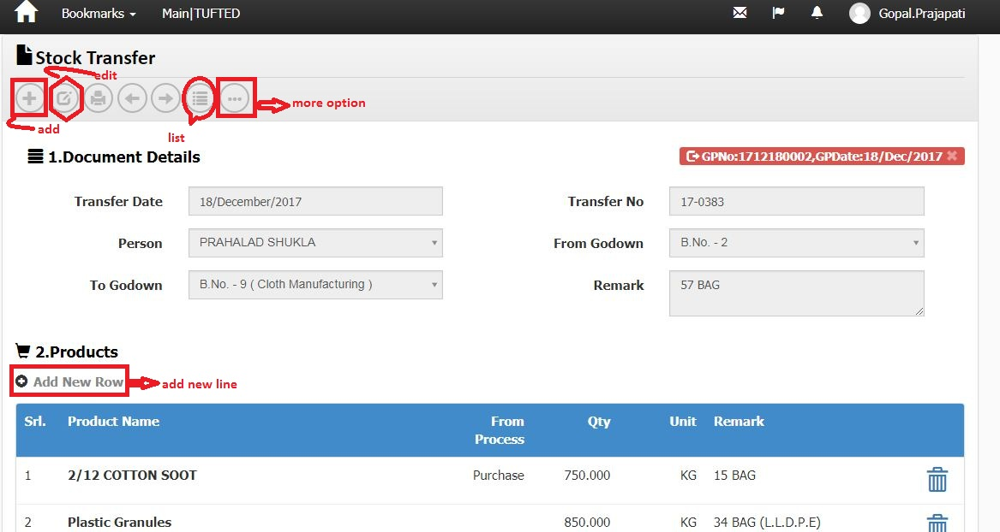 Bookmarks Main|TUFTED Gopal.Prajapati
Stock Transfer
edit
more option
add
list
1.Document Details GPNo:1712180002,GPDate:18/Dec/2017
Transfer Date 18/December/2017 Transfer No 17-0383
Person PRAHALAD SHUKLA From Godown B.No. - 2
To Godown B.No. - 9 ( Cloth Manufacturing ) Remark 57 BAG
2.Products
Add New Row add new line
Srl. Product Name From Process Qty Unit Remark
1 2/12 COTTON SOOT Purchase 750.000 KG 15 BAG
2 Plastic Granules 850.000 KG 34 BAG (L.L.D.P.E)